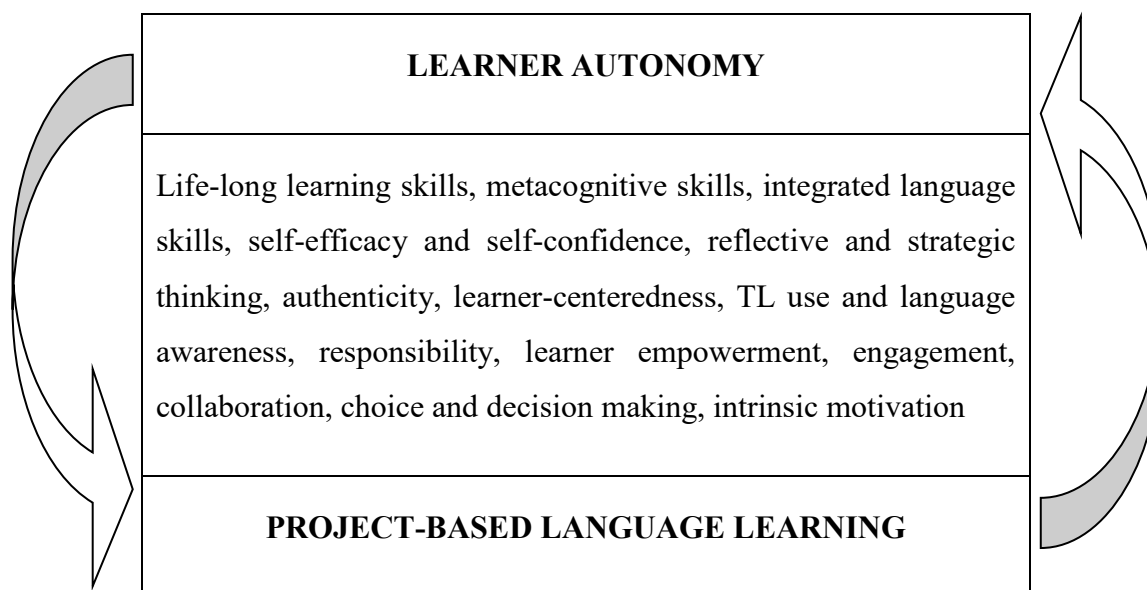 LEARNER AUTONOMY
Life-long learning skills, metacognitive skills, integrated language
skills, self-efficacy and self-confidence, reflective and strategic
thinking, authenticity, learner-centeredness, TL use and language
awareness, responsibility, learner empowerment, engagement,
collaboration, choice and decision making, intrinsic motivation
PROJECT-BASED LANGUAGE LEARNING